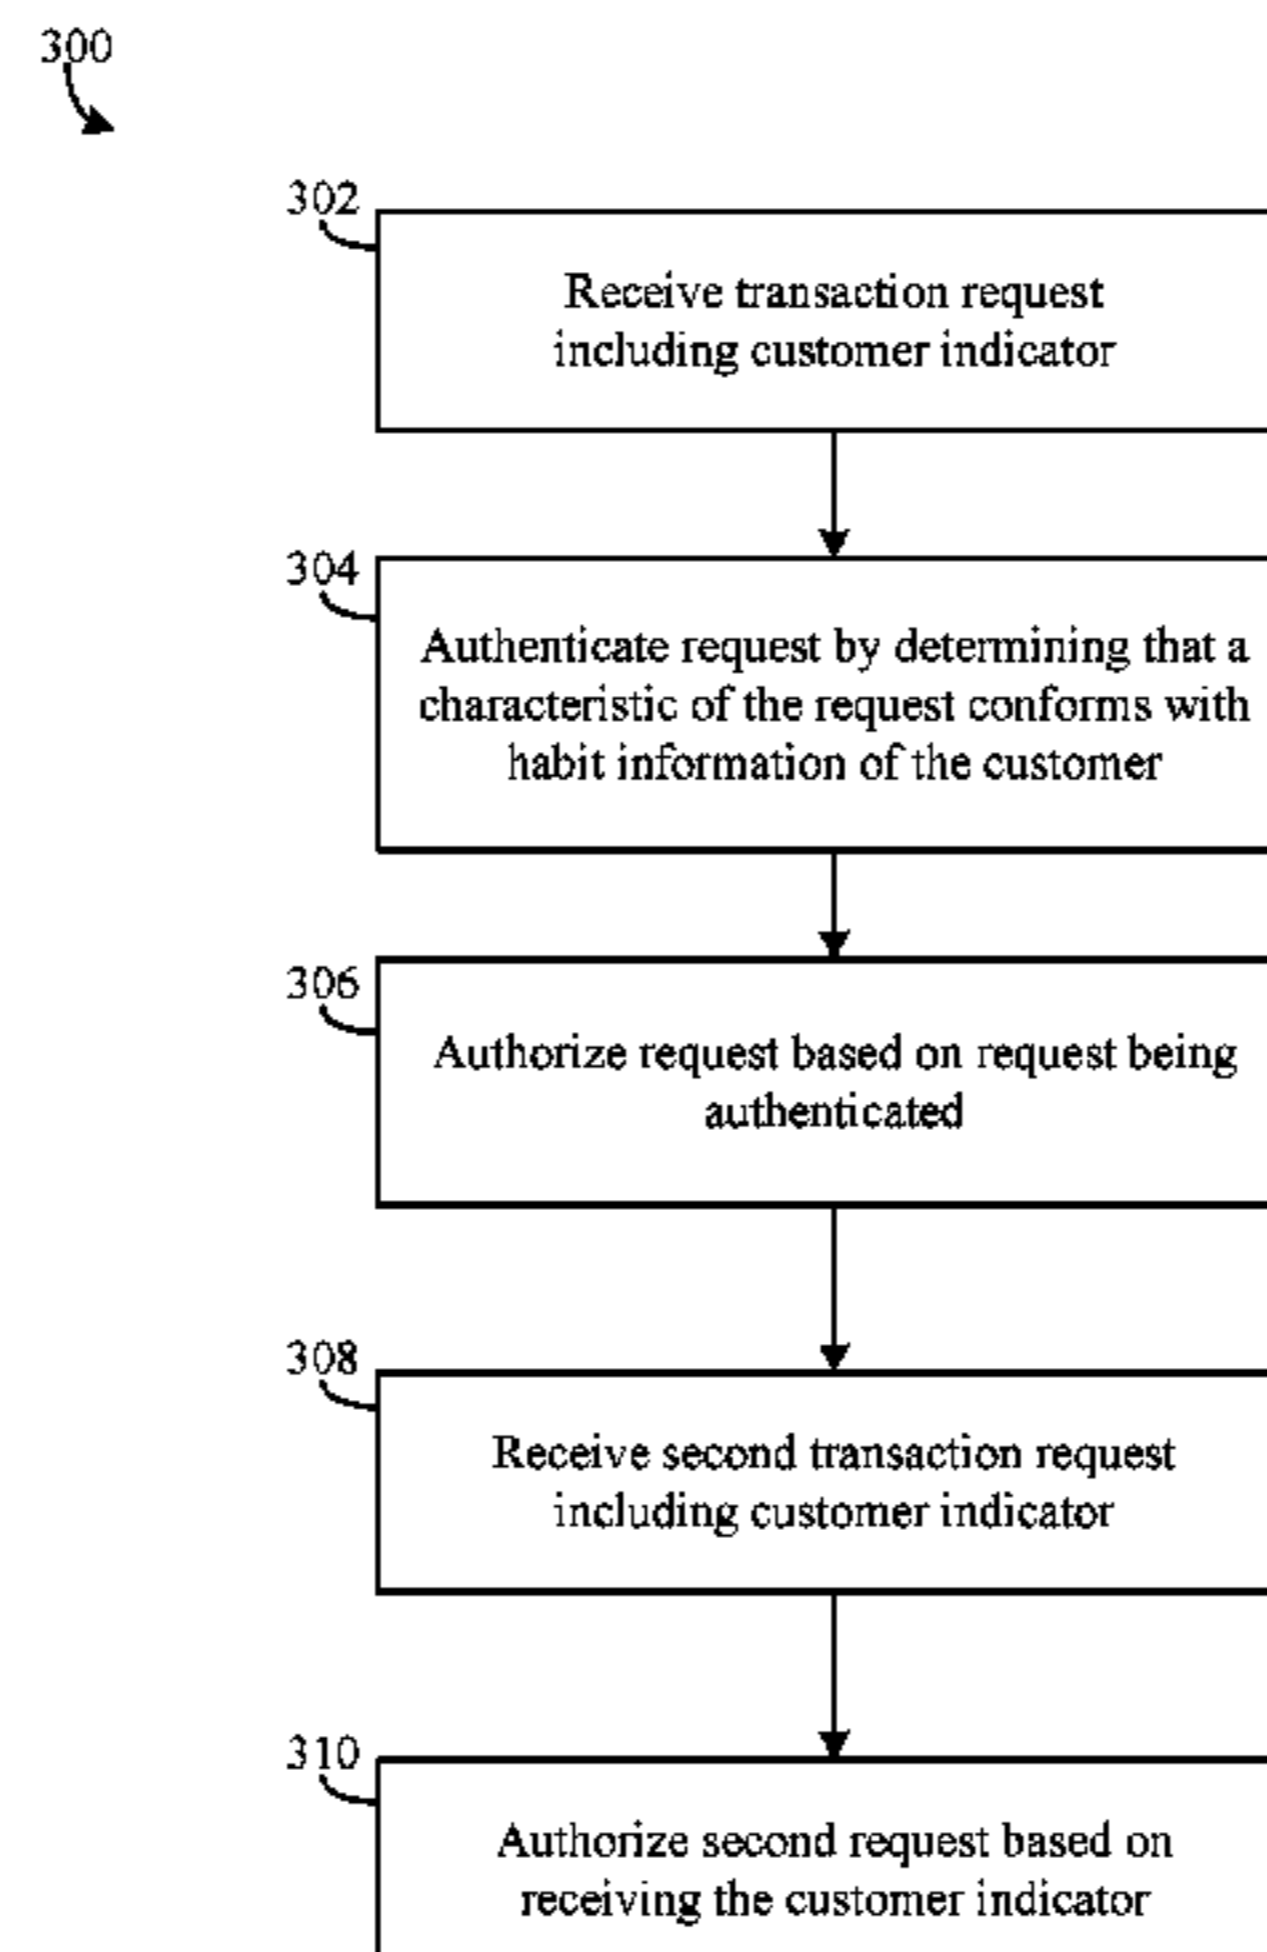 300
302
Receive transaction request
including customer indicator
304
Authenticate request by determining that a
characteristic of the request conforms with
habit information of the customer
306
Authorize request based on request being
authenticated
308
Receive second transaction request
including customer indicator
310
Authorize second request based on
receiving the customer indicator